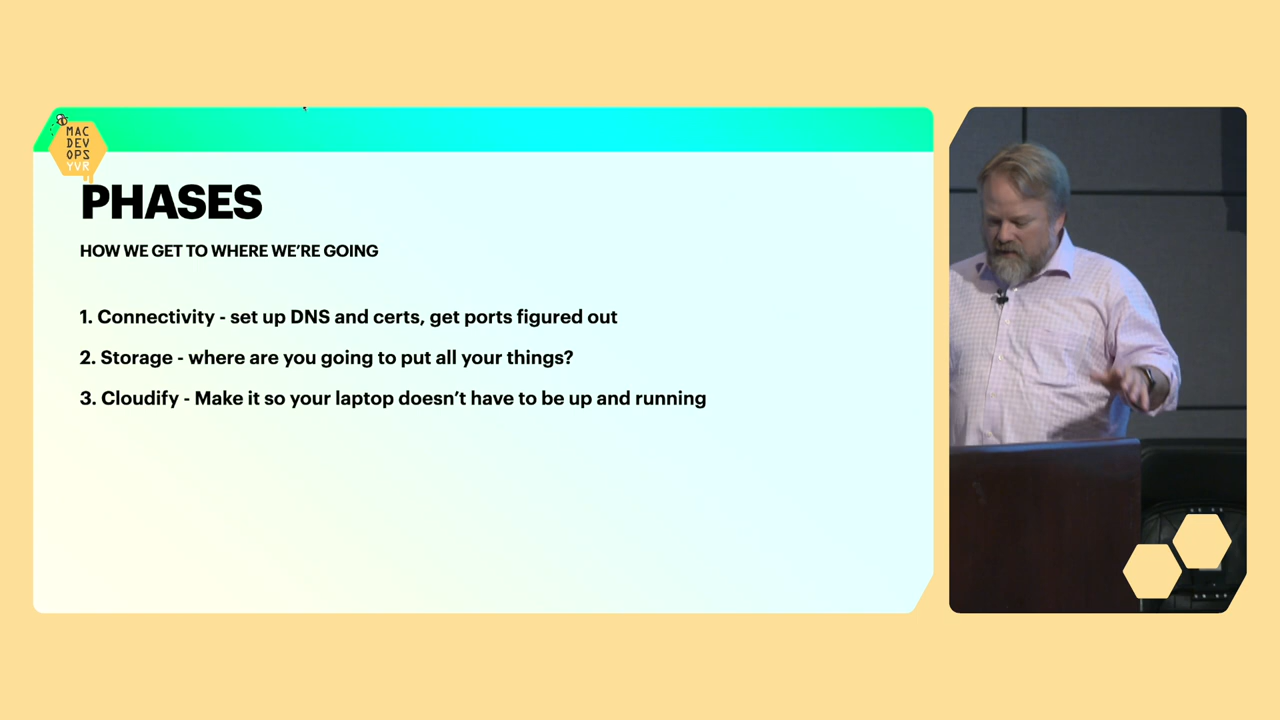 MAC
DEV
OPS
YVR
PHASES
HOW WE GET TO WHERE WE’RE GOING
1. Connectivity - set up DNS and certs, get ports figured out
2. Storage - where are you going to put all your things?
3. Cloudify - Make it so your laptop doesn’t have to be up and running